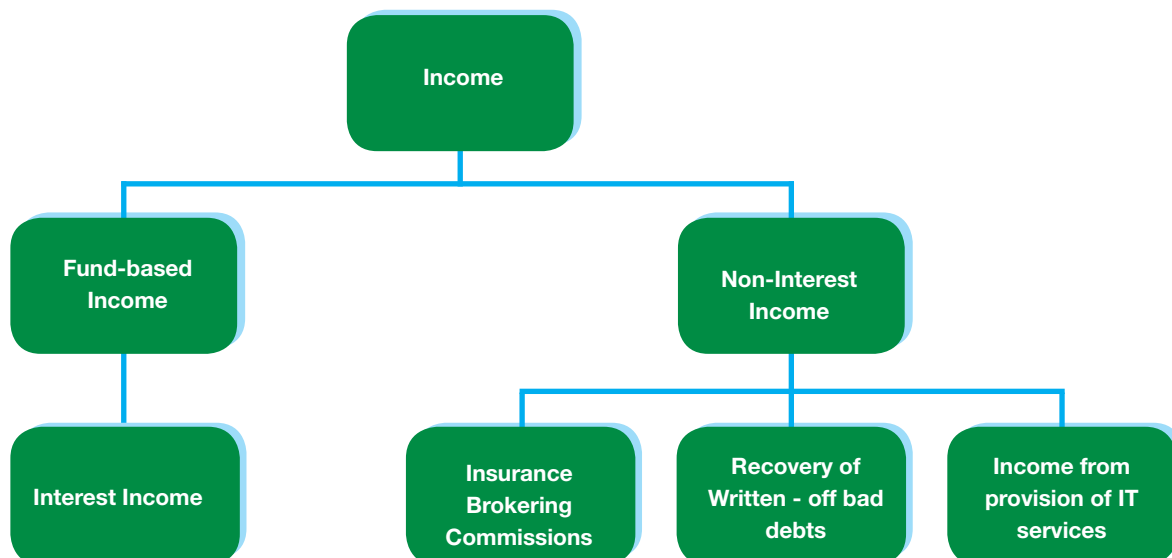 Income
Fund-based
Income
Non-Interest
Income
Interest Income
Insurance
Brokering
Commissions
Recovery of
Written - off bad
debts
Income from
provision of IT
services